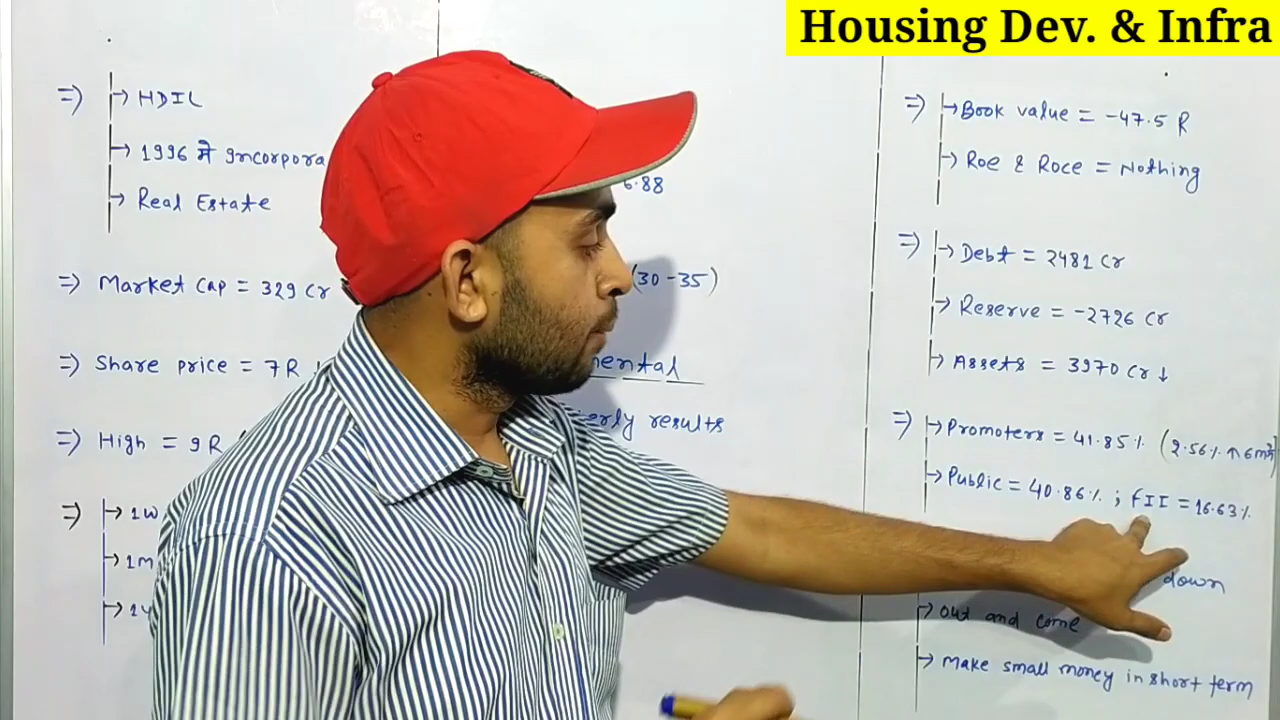 Housing Dev. & Infra
=> → HDIL
→ 1996 में Incorpora
→ Real Estate
=> Market Cap = 329 Cr
=> Share price = 7 R
=> High = 9 R
=> → 1W
→ 1m
→ 1y
6.88
(30-35)
mental
erly results
=> → Book value = -47.5 R
→ Roe & Roce = Nothing
=> → Debt = 2481 Cr
→ Reserve = -2726 Cr
→ Assets = 3970 Cr ↓
=> → Promoters = 41.85% (2.56% ↑ 6m
→ Public = 40.86% ; FII = 16.63%
down
→ Out and come
→ Make small money in short term